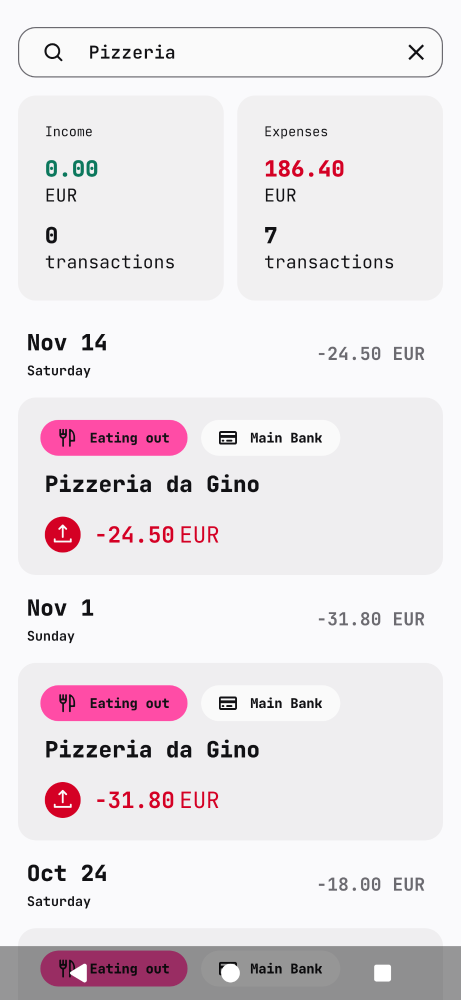 Pizzeria
Income
0.00
EUR
0
transactions
Expenses
186.40
EUR
7
transactions
Nov 14
Saturday
-24.50 EUR
Eating out
Main Bank
Pizzeria da Gino
-24.50 EUR
Nov 1
Sunday
-31.80 EUR
Eating out
Main Bank
Pizzeria da Gino
-31.80 EUR
Oct 24
Saturday
-18.00 EUR
Eating out
Main Bank